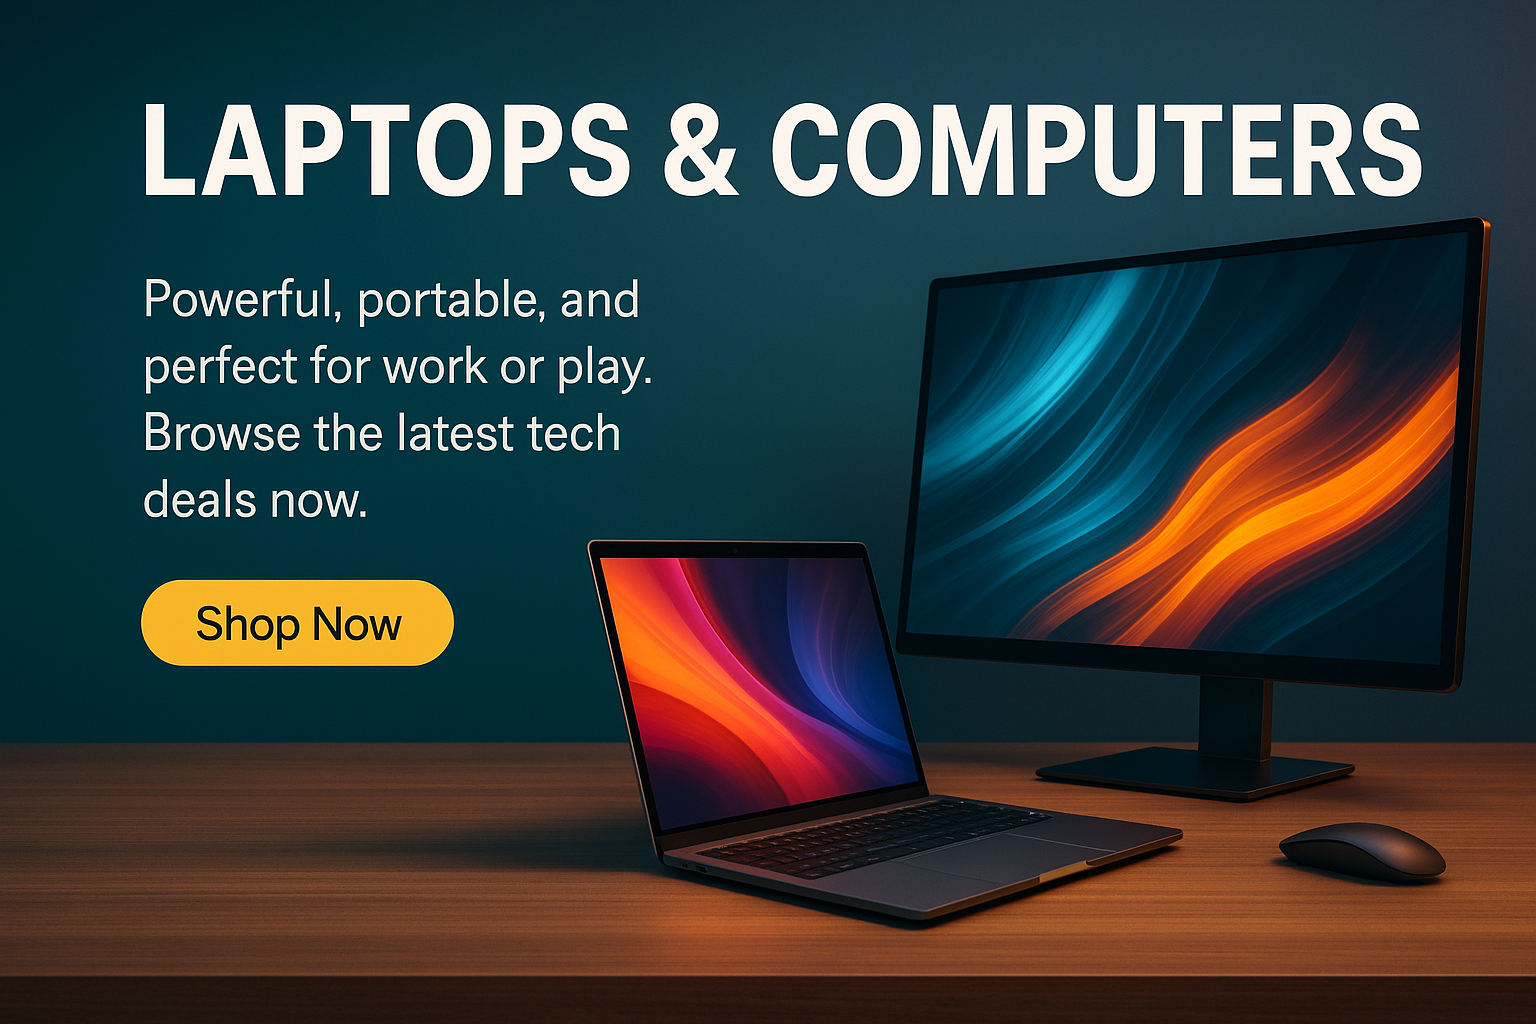 LAPTOPS & COMPUTERS
Powerful, portable, and
perfect for work or play.
Browse the latest tech
deals now.
Shop Now